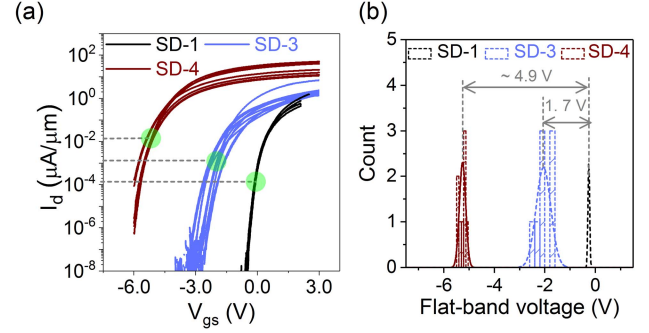 (a)
SD-1 SD-3
SD-4
10²
10⁰
10⁻²
10⁻⁴
10⁻⁶
10⁻⁸
I_d (μA/μm)
-6.0 -3.0 0.0 3.0
V_gs (V)
(b)
SD-1 SD-3 SD-4
~ 4.9 V
1. 7 V
5
4
3
2
1
0
Count
-6 -4 -2 0
Flat-band voltage (V)